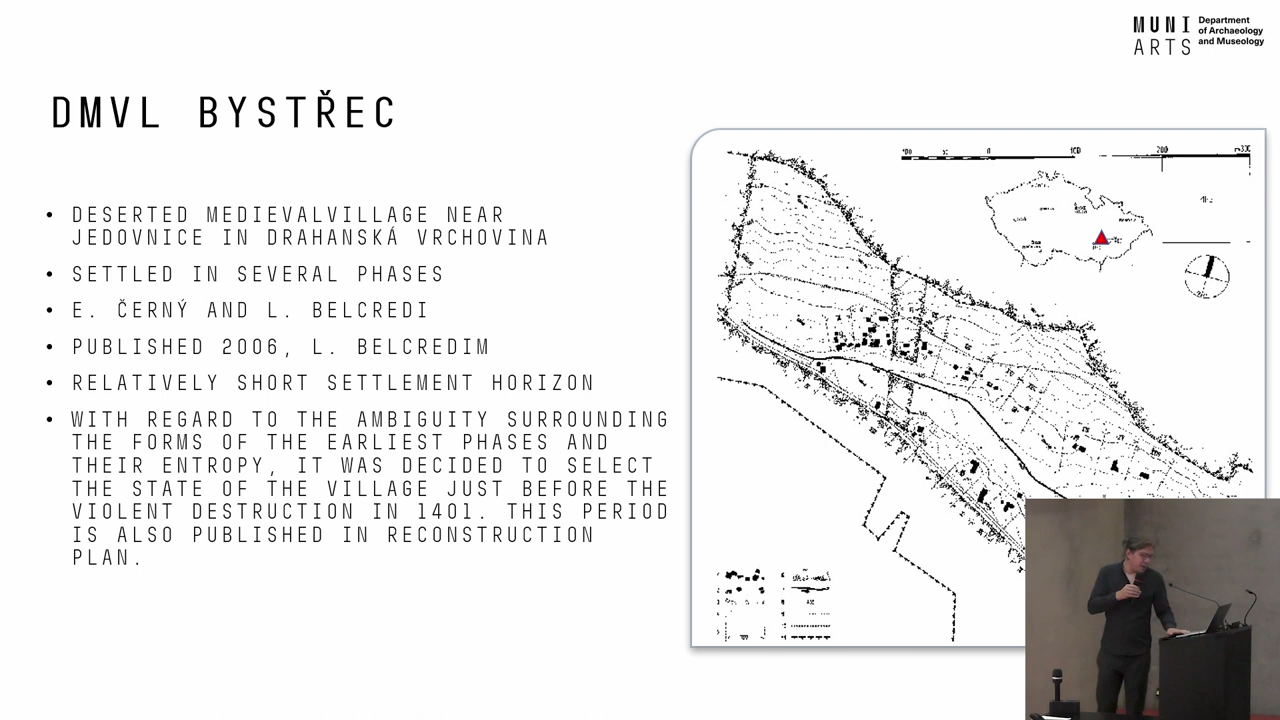 MUNI
ARTS
Department
of Archaeology
and Museology
DMVL BYSTŘEC
• DESERTED MEDIEVALVILLAGE NEAR
JEDOVNICE IN DRAHANSKÁ VRCHOVINA
• SETTLED IN SEVERAL PHASES
• E. ČERNÝ AND L. BELCREDI
• PUBLISHED 2006, L. BELCREDIM
• RELATIVELY SHORT SETTLEMENT HORIZON
• WITH REGARD TO THE AMBIGUITY SURROUNDING
THE FORMS OF THE EARLIEST PHASES AND
THEIR ENTROPY, IT WAS DECIDED TO SELECT
THE STATE OF THE VILLAGE JUST BEFORE THE
VIOLENT DESTRUCTION IN 1401. THIS PERIOD
IS ALSO PUBLISHED IN RECONSTRUCTION
PLAN.
0 100 200